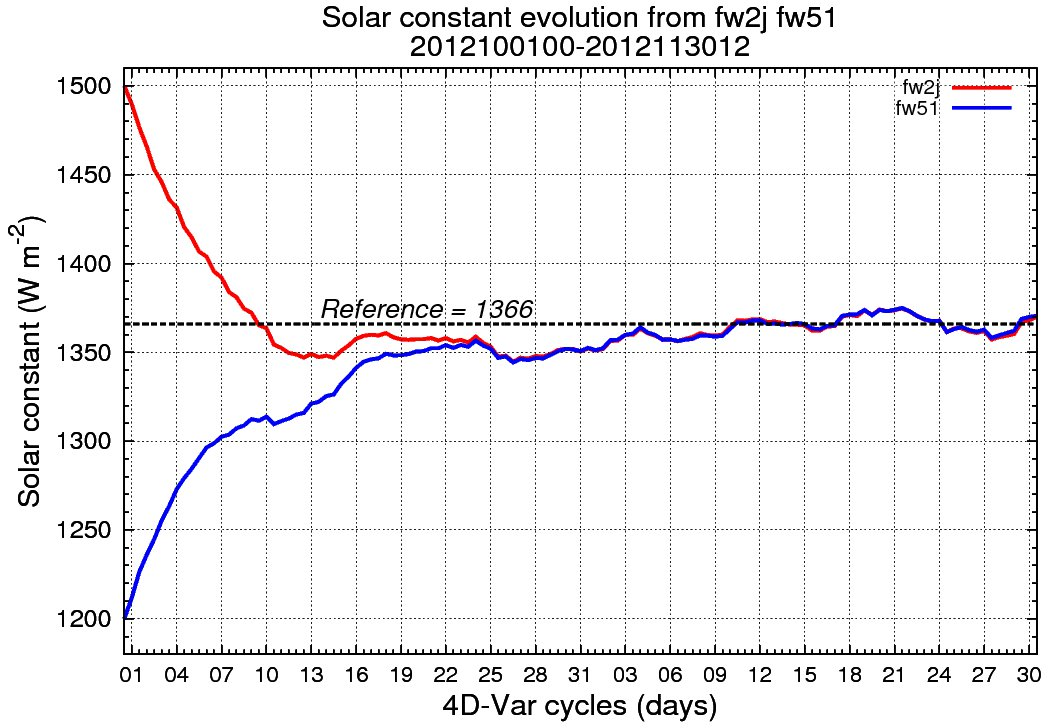 Solar constant evolution from fw2j fw51
2012100100-2012113012
fw2j
fw51
1500
1450
1400
1350
1300
1250
1200
Solar constant (W m-2)
Reference = 1366
01 04 07 10 13 16 19 22 25 28 31 03 06 09 12 15 18 21 24 27 30
4D-Var cycles (days)